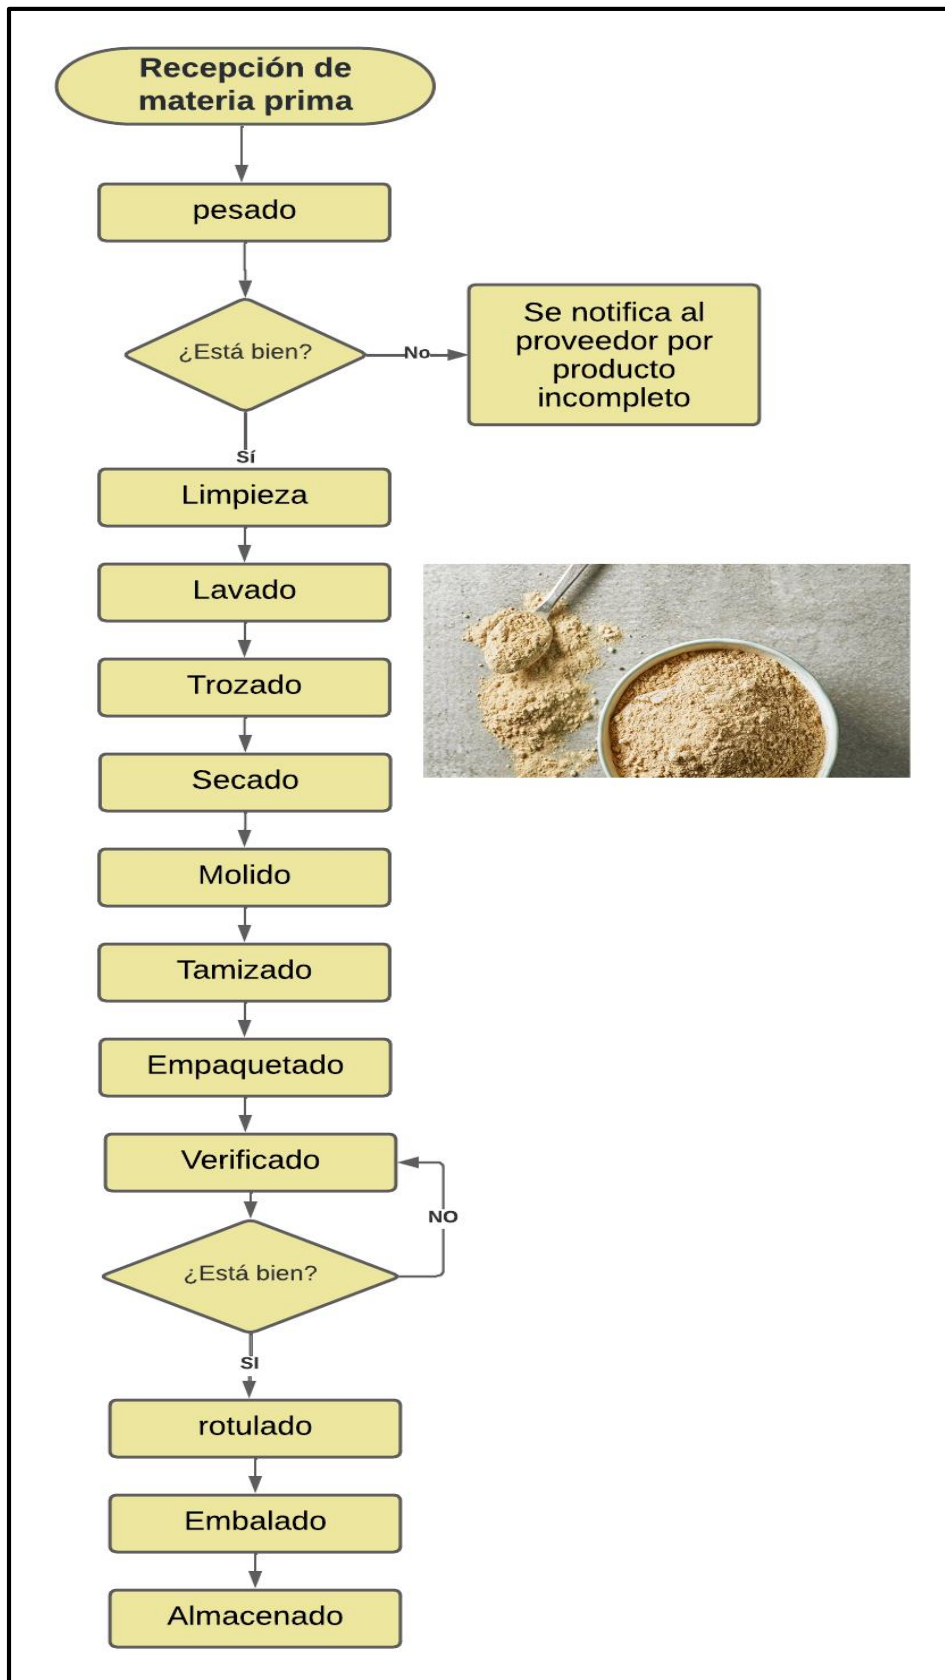 Recepción de
materia prima
pesado
¿Está bien?
No
Se notifica al
proveedor por
producto
incompleto
Sí
Limpieza
Lavado
Trozado
Secado
Molido
Tamizado
Empaquetado
Verificado
NO
¿Está bien?
SI
rotulado
Embalado
Almacenado